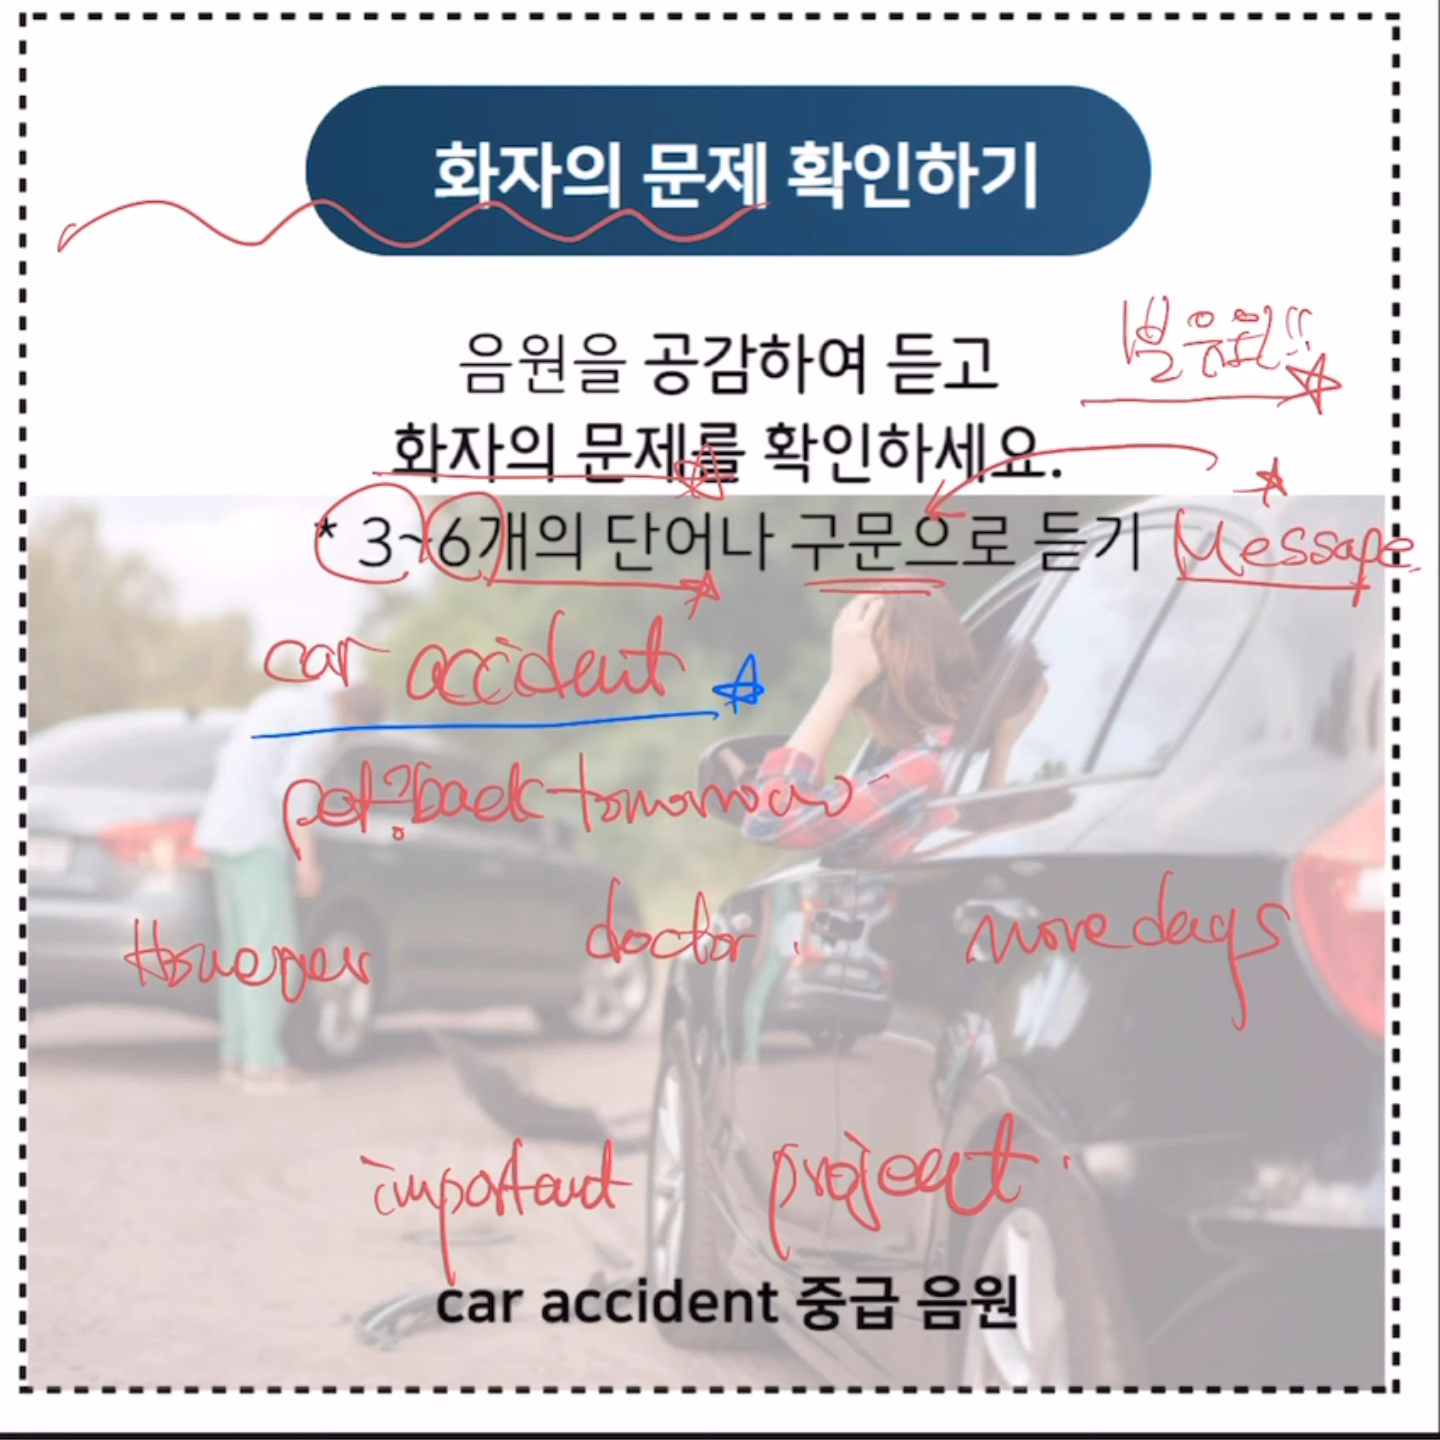 화자의 문제 확인하기
음원을 공감하여 듣고
화자의 문제를 확인하세요.
* 3~6개의 단어나 구문으로 듣기 Message
car accident
back tomorrow
However doctor more days
important project
car accident 중급 음원